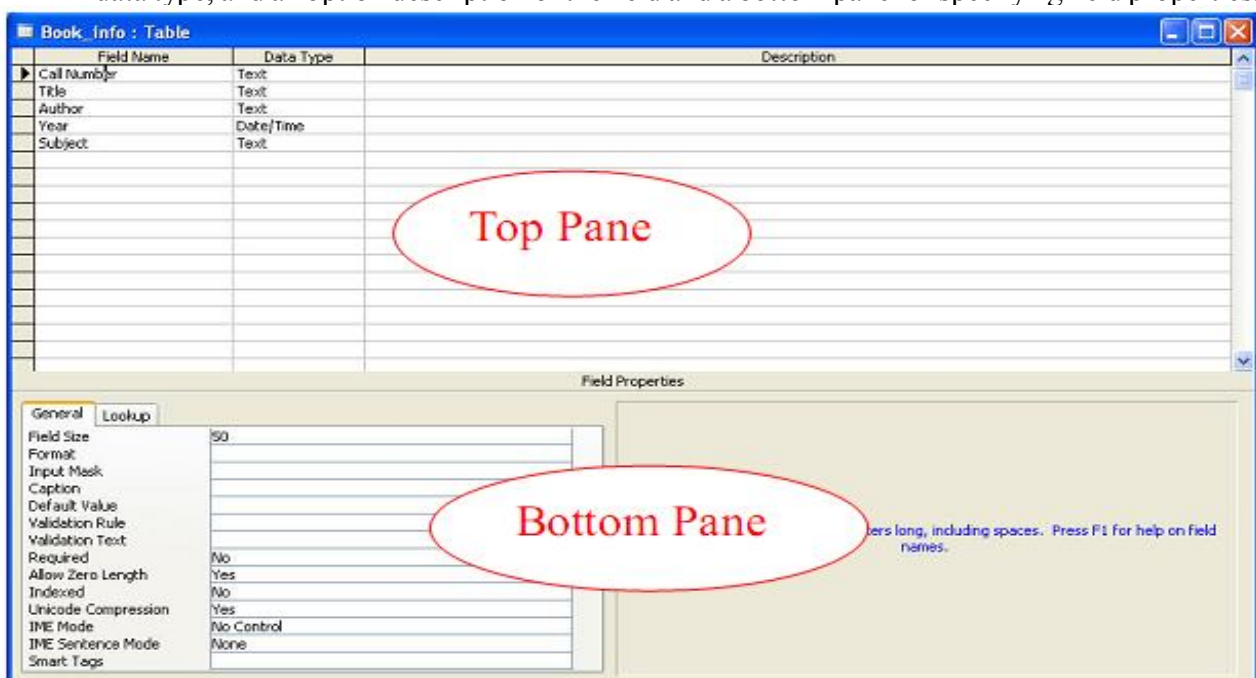 data type, and an option description of the field and a bottom pane for specifying, field properties.
Book_info : Table
Field Name Data Type Description
Call Number Text
Title Text
Author Text
Year Date/Time
Subject Text
Top Pane
Field Properties
General Lookup
Field Size 50
Format
Input Mask
Caption
Default Value
Validation Rule
Validation Text
Required No
Allow Zero Length Yes
Indexed No
Unicode Compression Yes
IME Mode No Control
IME Sentence Mode None
Smart Tags
Bottom Pane
long, including spaces. Press F1 for help on field
names.